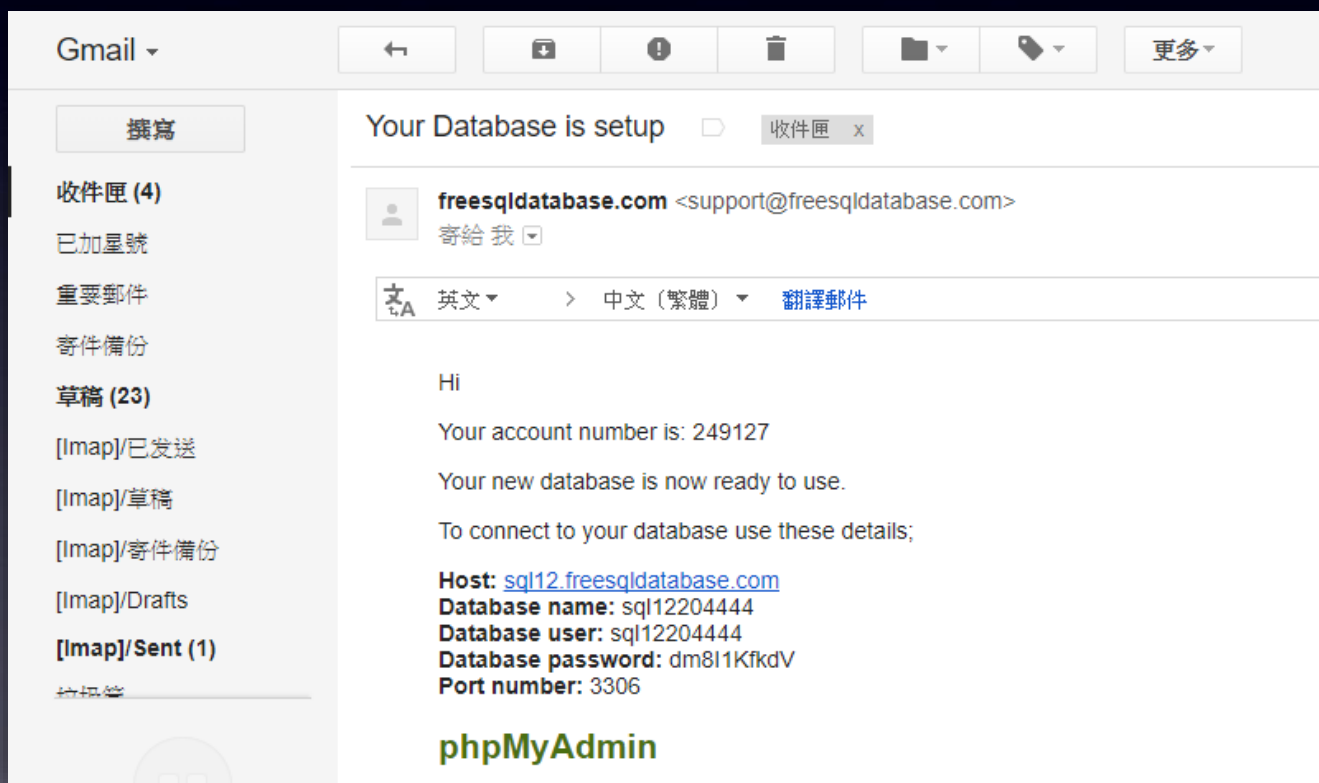 Gmail
更多
撰寫
Your Database is setup
收件匣 x
收件匣 (4)
已加星號
重要郵件
寄件備份
草稿 (23)
[Imap]/已发送
[Imap]/草稿
[Imap]/寄件備份
[Imap]/Drafts
[Imap]/Sent (1)
freesqldatabase.com <support@freesqldatabase.com>
寄給 我
英文 > 中文（繁體） 翻譯郵件
Hi
Your account number is: 249127
Your new database is now ready to use.
To connect to your database use these details;
Host: sql12.freesqldatabase.com
Database name: sql12204444
Database user: sql12204444
Database password: dm8I1KfkdV
Port number: 3306
phpMyAdmin